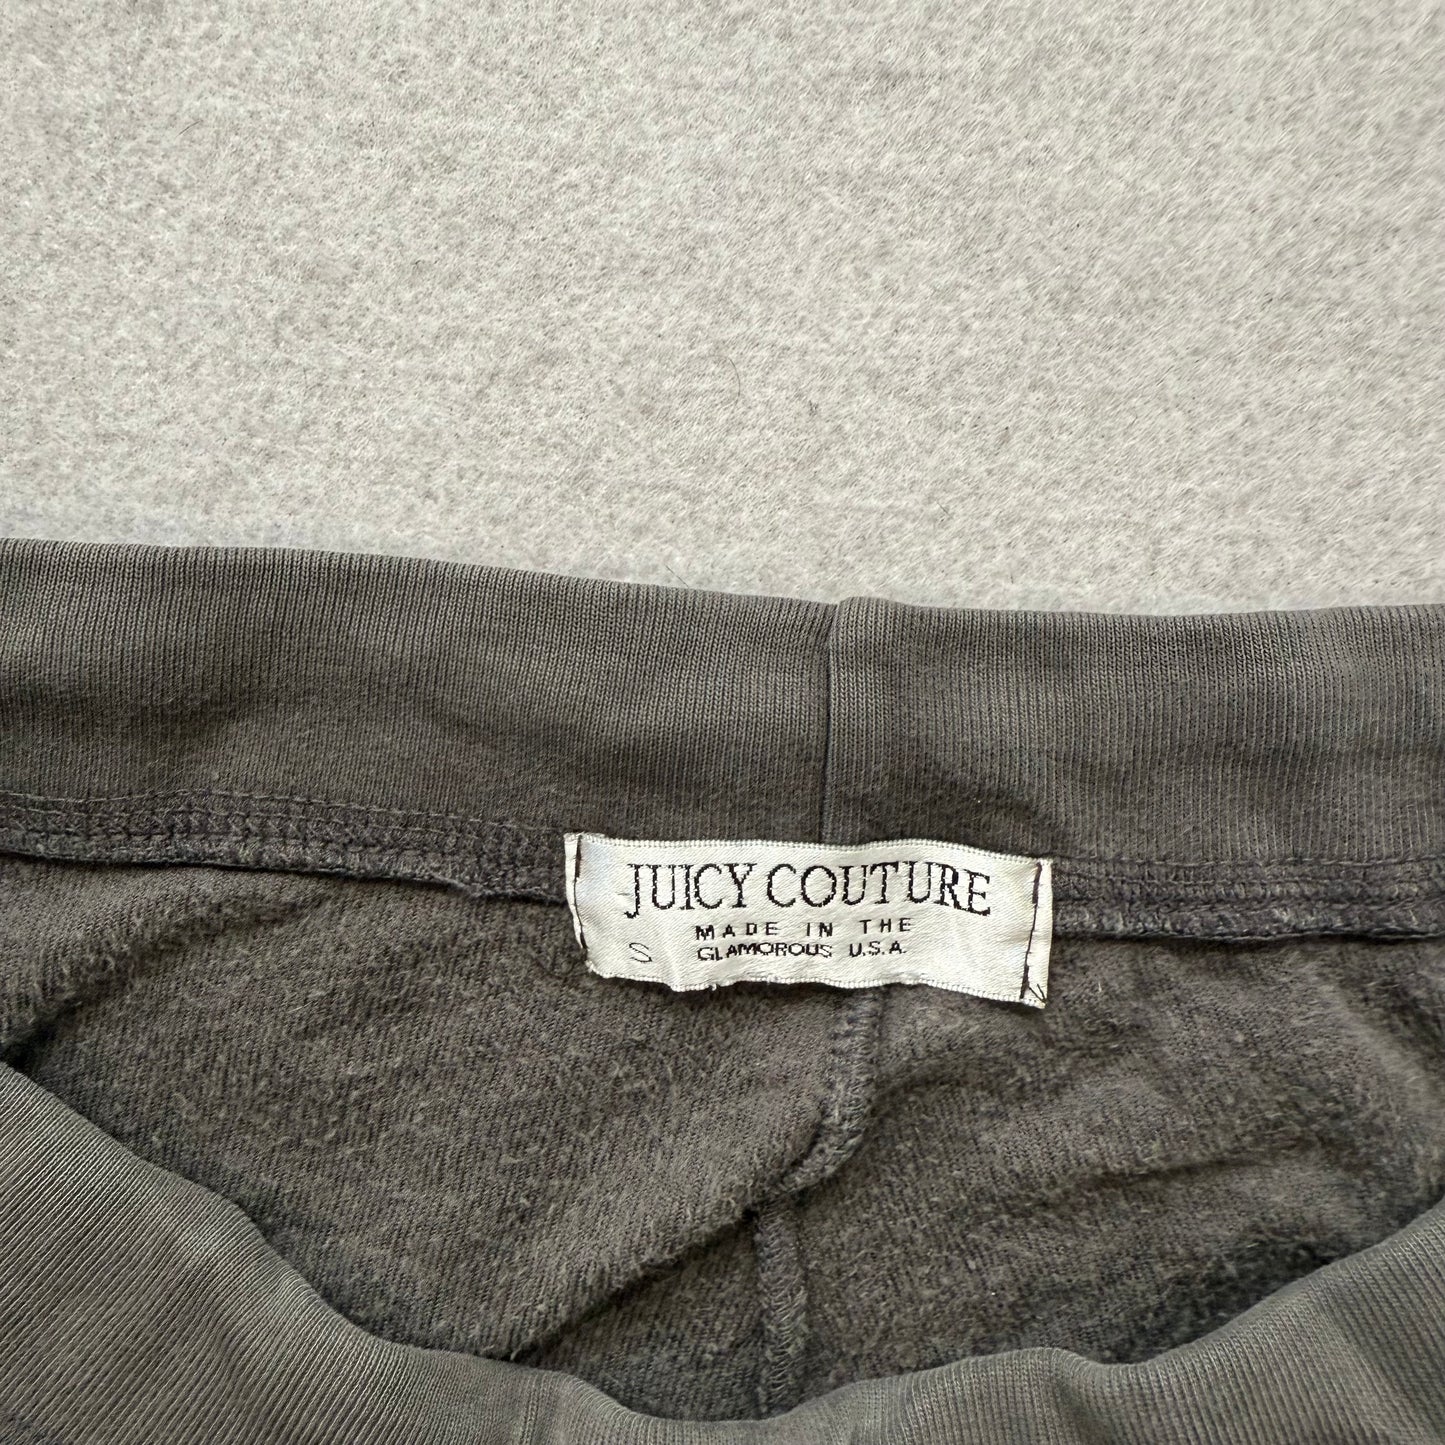 JUICY COUTURE
MADE IN THE
S GLAMOROUS U.S.A.